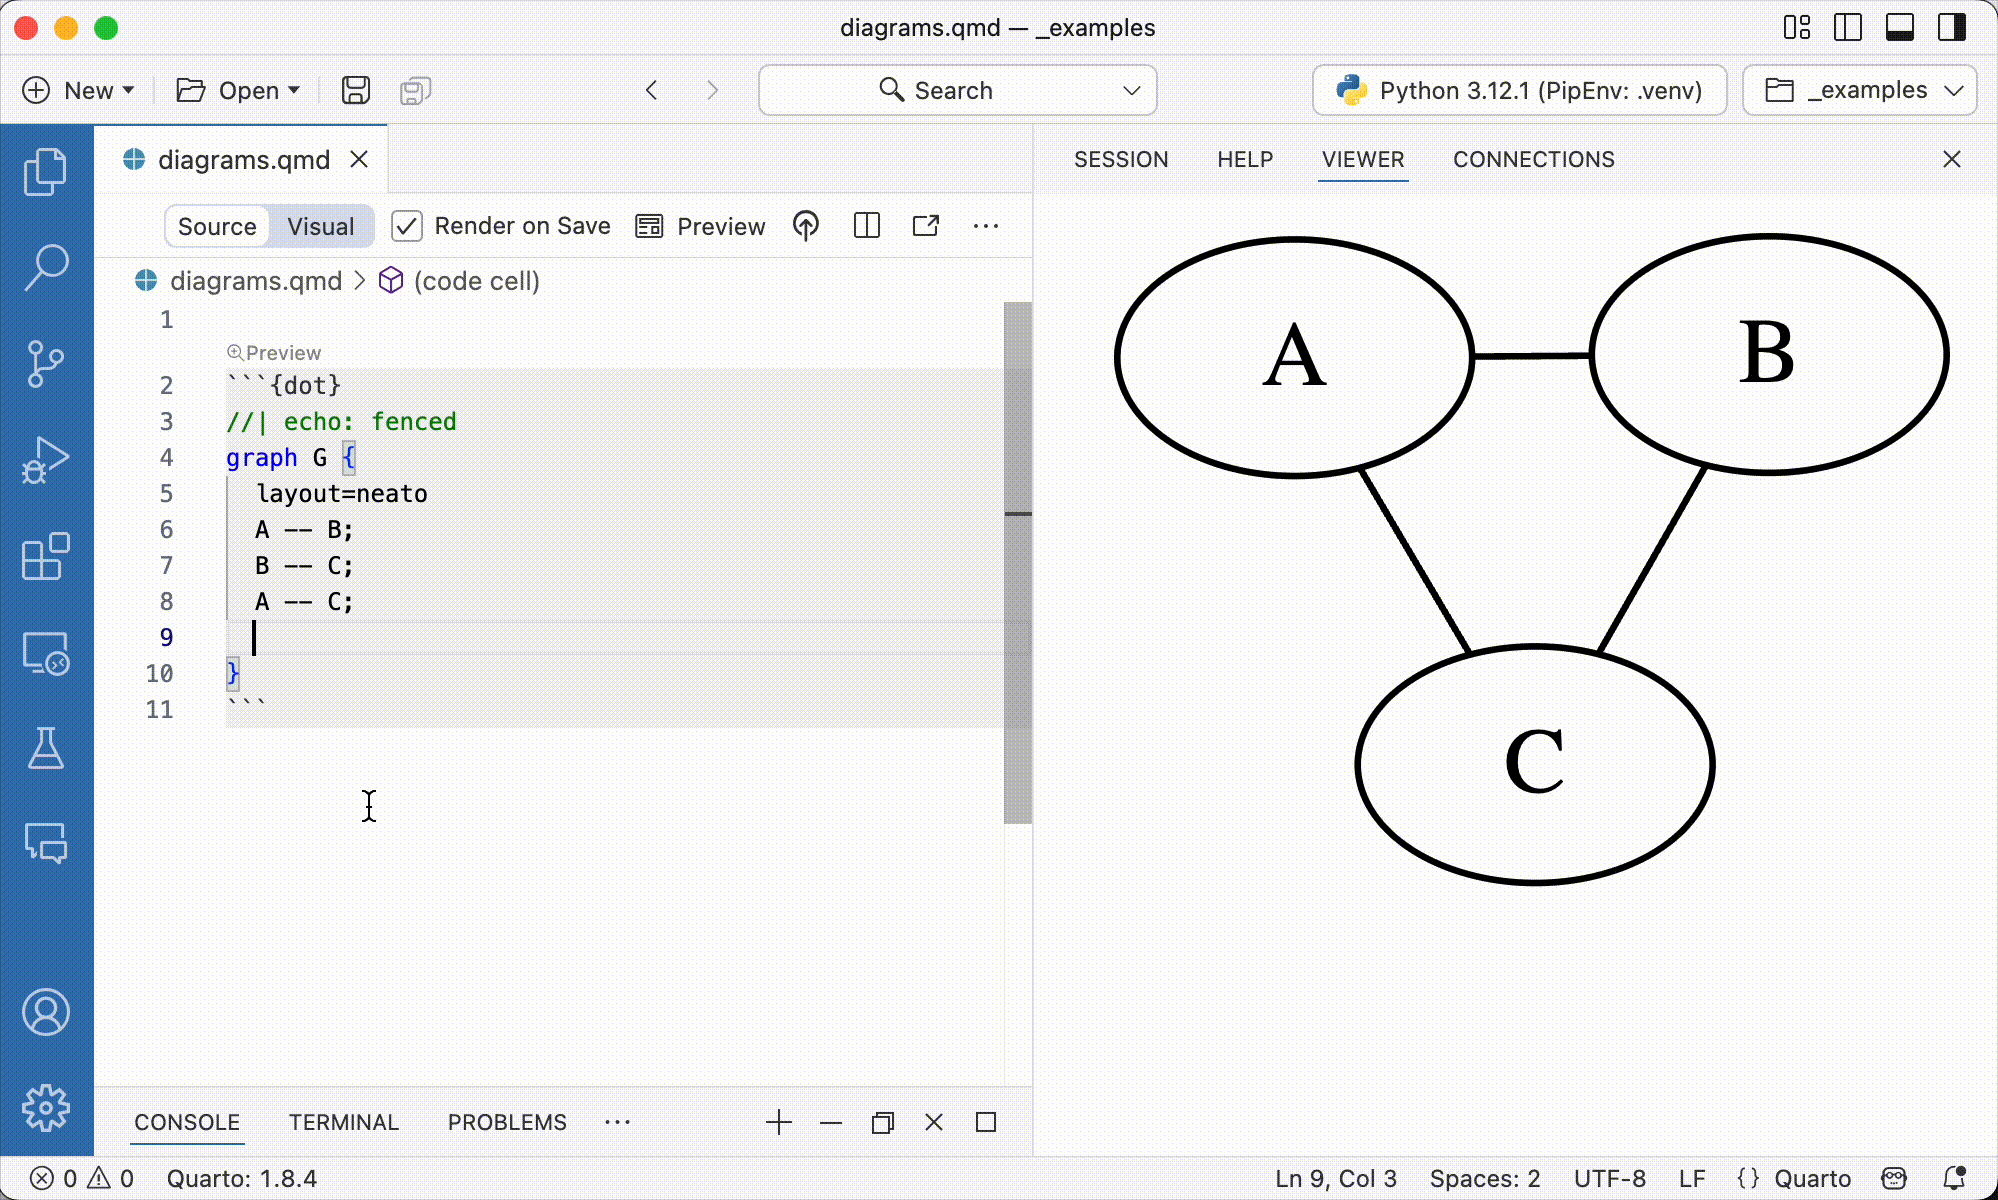 diagrams.qmd — _examples
New
Open
Search
Python 3.12.1 (PipEnv: .venv)
_examples
diagrams.qmd
SESSION
HELP
VIEWER
CONNECTIONS
Source
Visual
Render on Save
Preview
diagrams.qmd > (code cell)
1
Preview
2 ```{dot}
3 //| echo: fenced
4 graph G {
5 layout=neato
6 A -- B;
7 B -- C;
8 A -- C;
9
10 }
11 ```
A
B
C
CONSOLE
TERMINAL
PROBLEMS
0 0 Quarto: 1.8.4
Ln 9, Col 3
Spaces: 2
UTF-8
LF
{} Quarto